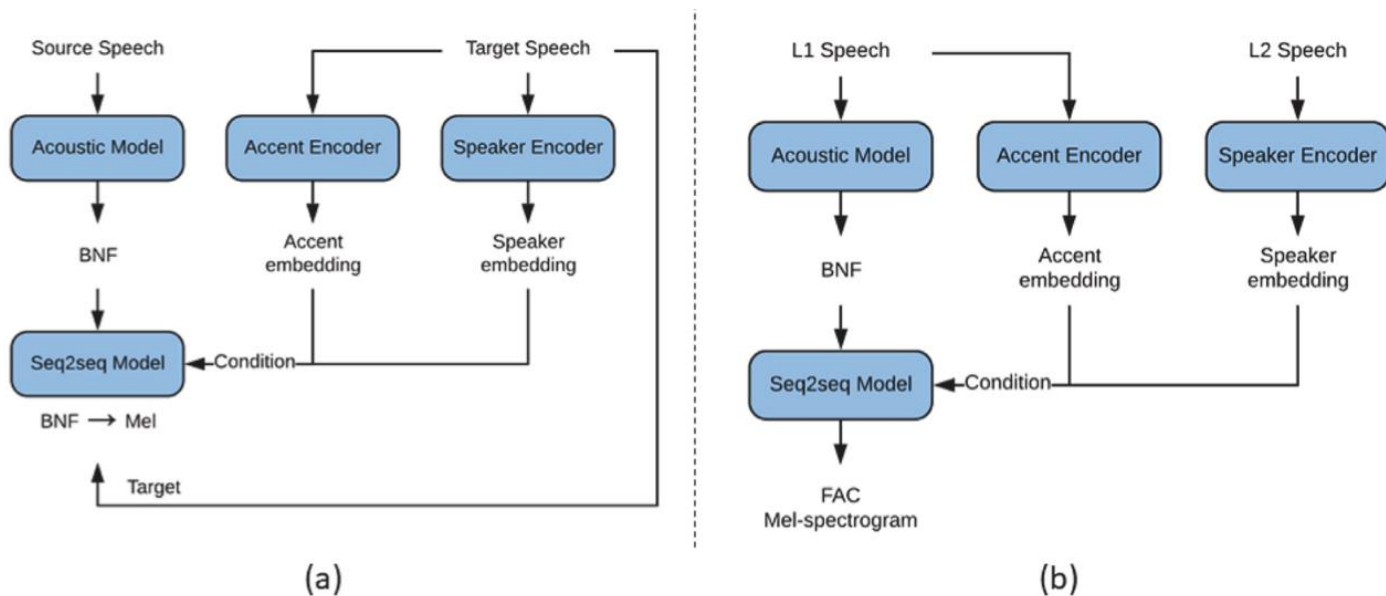 Source Speech
Target Speech
Acoustic Model
Accent Encoder
Speaker Encoder
BNF
Accent
embedding
Speaker
embedding
Seq2seq Model
Condition
BNF → Mel
Target
(a)
L1 Speech
L2 Speech
Acoustic Model
Accent Encoder
Speaker Encoder
BNF
Accent
embedding
Speaker
embedding
Seq2seq Model
Condition
FAC
Mel-spectrogram
(b)